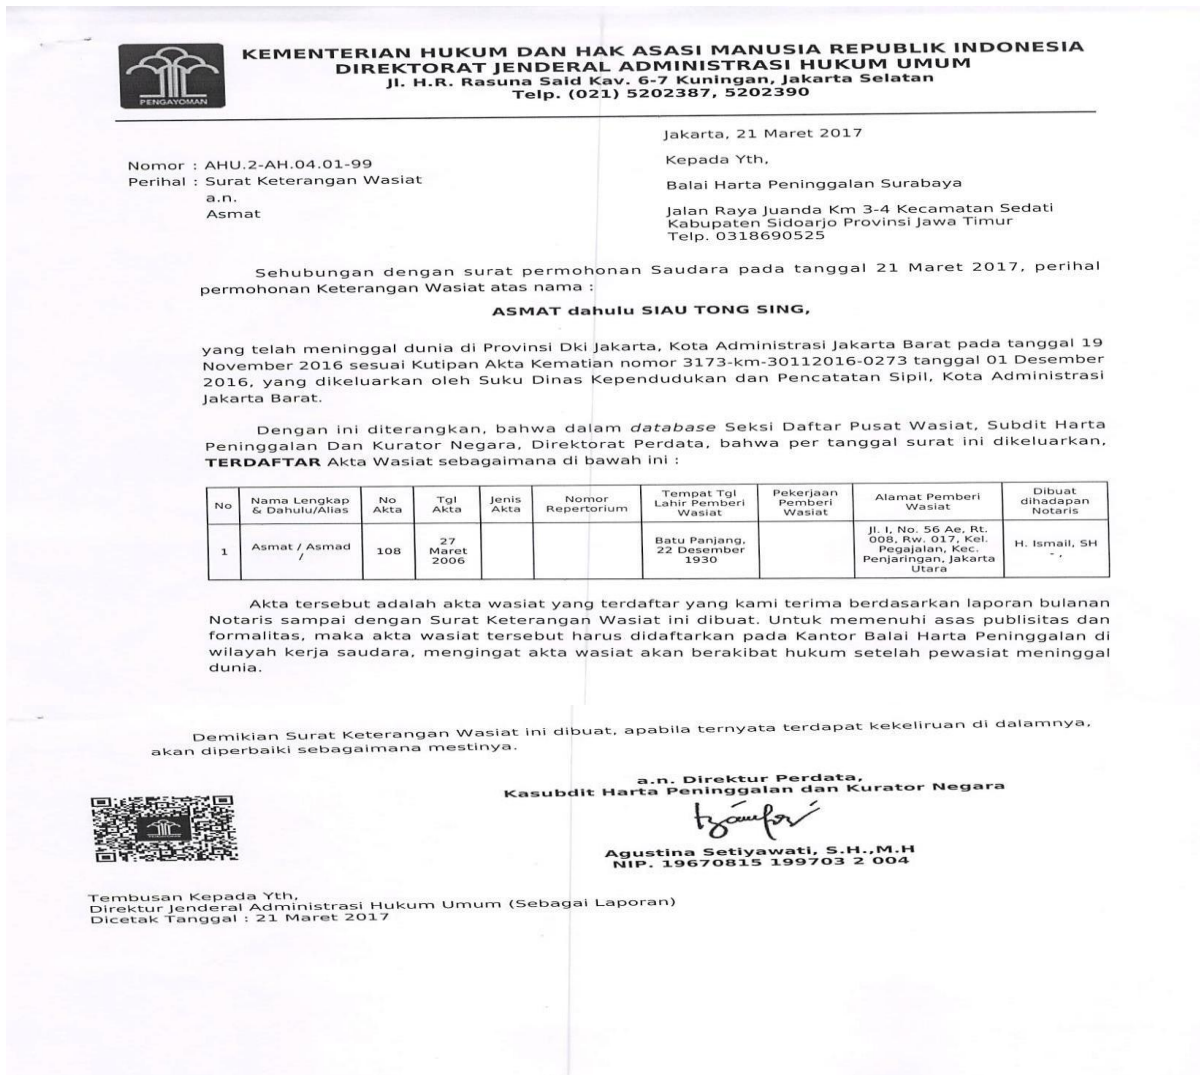 KEMENTERIAN HUKUM DAN HAK ASASI MANUSIA REPUBLIK INDONESIA
DIREKTORAT JENDERAL ADMINISTRASI HUKUM UMUM
Jl. H.R. Rasuna Said Kav. 6-7 Kuningan, Jakarta Selatan
Telp. (021) 5202387, 5202390
PENGAYOMAN
Jakarta, 21 Maret 2017
Nomor : AHU.2-AH.04.01-99
Perihal : Surat Keterangan Wasiat
a.n.
Asmat
Kepada Yth,
Balai Harta Peninggalan Surabaya
Jalan Raya Juanda Km 3-4 Kecamatan Sedati
Kabupaten Sidoarjo Provinsi Jawa Timur
Telp. 0318690525
Sehubungan dengan surat permohonan Saudara pada tanggal 21 Maret 2017, perihal
permohonan Keterangan Wasiat atas nama :
ASMAT dahulu SIAU TONG SING,
yang telah meninggal dunia di Provinsi Dki Jakarta, Kota Administrasi Jakarta Barat pada tanggal 19
November 2016 sesuai Kutipan Akta Kematian nomor 3173-km-30112016-0273 tanggal 01 Desember
2016, yang dikeluarkan oleh Suku Dinas Kependudukan dan Pencatatan Sipil, Kota Administrasi
Jakarta Barat.
Dengan ini diterangkan, bahwa dalam database Seksi Daftar Pusat Wasiat, Subdit Harta
Peninggalan Dan Kurator Negara, Direktorat Perdata, bahwa per tanggal surat ini dikeluarkan,
TERDAFTAR Akta Wasiat sebagaimana di bawah ini :
No
Nama Lengkap
& Dahulu/Alias
No
Akta
Tgl
Akta
Jenis
Akta
Nomor
Repertorium
Tempat Tgl
Lahir Pemberi
Wasiat
Pekerjaan
Pemberi
Wasiat
Alamat Pemberi
Wasiat
Dibuat
dihadapan
Notaris
1
Asmat / Asmad
/
108
27
Maret
2006
Batu Panjang,
22 Desember
1930
Jl. I, No. 56 Ae, Rt.
008, Rw. 017, Kel.
Pegajalan, Kec.
Penjaringan, Jakarta
Utara
H. Ismail, SH
- ,
Akta tersebut adalah akta wasiat yang terdaftar yang kami terima berdasarkan laporan bulanan
Notaris sampai dengan Surat Keterangan Wasiat ini dibuat. Untuk memenuhi asas publisitas dan
formalitas, maka akta wasiat tersebut harus didaftarkan pada Kantor Balai Harta Peninggalan di
wilayah kerja saudara, mengingat akta wasiat akan berakibat hukum setelah pewasiat meninggal
dunia.
Demikian Surat Keterangan Wasiat ini dibuat, apabila ternyata terdapat kekeliruan di dalamnya,
akan diperbaiki sebagaimana mestinya.
a.n. Direktur Perdata,
Kasubdit Harta Peninggalan dan Kurator Negara
Agustina Setiyawati, S.H.,M.H
NIP. 19670815 199703 2 004
Tembusan Kepada Yth,
Direktur Jenderal Administrasi Hukum Umum (Sebagai Laporan)
Dicetak Tanggal : 21 Maret 2017